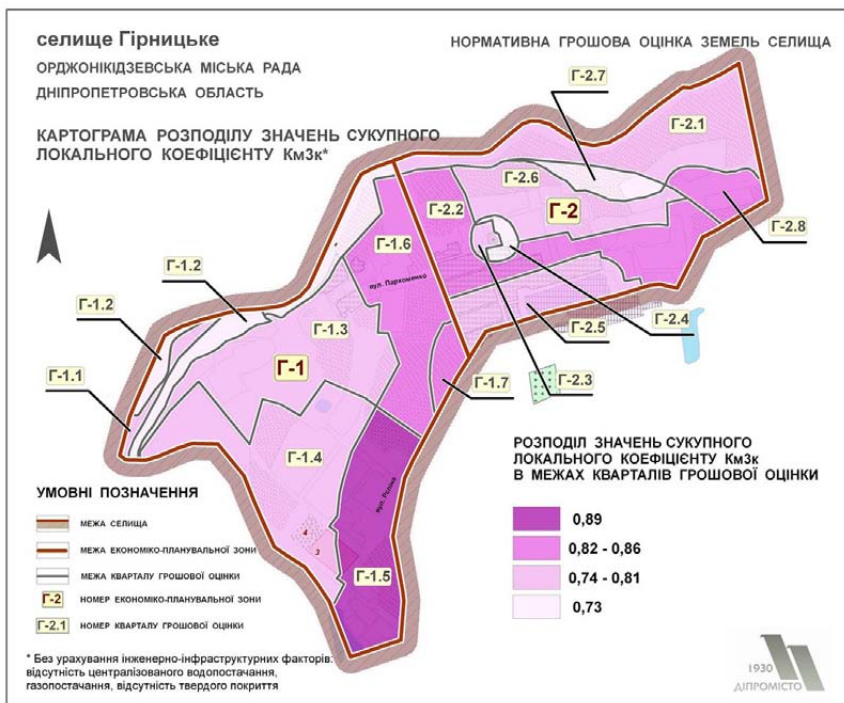 селище Гірницьке
ОРДЖОНІКІДЗЕВСЬКА МІСЬКА РАДА
ДНІПРОПЕТРОВСЬКА ОБЛАСТЬ
НОРМАТИВНА ГРОШОВА ОЦІНКА ЗЕМЕЛЬ СЕЛИЩА
КАРТОГРАМА РОЗПОДІЛУ ЗНАЧЕНЬ СУКУПНОГО
ЛОКАЛЬНОГО КОЕФІЦІЄНТУ Км3к*
Г-2.7
Г-2.1
Г-2.6
Г-2.2
Г-2
Г-2.8
Г-1.6
вул. Пархоменко
Г-1.2
Г-1.2
Г-1.3
Г-2.5
Г-2.4
Г-1
Г-1.1
Г-1.7
Г-2.3
Г-1.4
вул. Рєпіна
4
3
Г-1.5
УМОВНІ ПОЗНАЧЕННЯ
МЕЖА СЕЛИЩА
МЕЖА ЕКОНОМІКО-ПЛАНУВАЛЬНОЇ ЗОНИ
МЕЖА КВАРТАЛУ ГРОШОВОЇ ОЦІНКИ
Г-2 НОМЕР ЕКОНОМІКО-ПЛАНУВАЛЬНОЇ ЗОНИ
Г-2.1 НОМЕР КВАРТАЛУ ГРОШОВОЇ ОЦІНКИ
* Без урахування інженерно-інфраструктурних факторів:
відсутність централізованого водопостачання,
газопостачання, відсутність твердого покриття
РОЗПОДІЛ ЗНАЧЕНЬ СУКУПНОГО
ЛОКАЛЬНОГО КОЕФІЦІЄНТУ Км3к
В МЕЖАХ КВАРТАЛІВ ГРОШОВОЇ ОЦІНКИ
0,89
0,82 - 0,86
0,74 - 0,81
0,73
1930
ДІПРОМІСТО